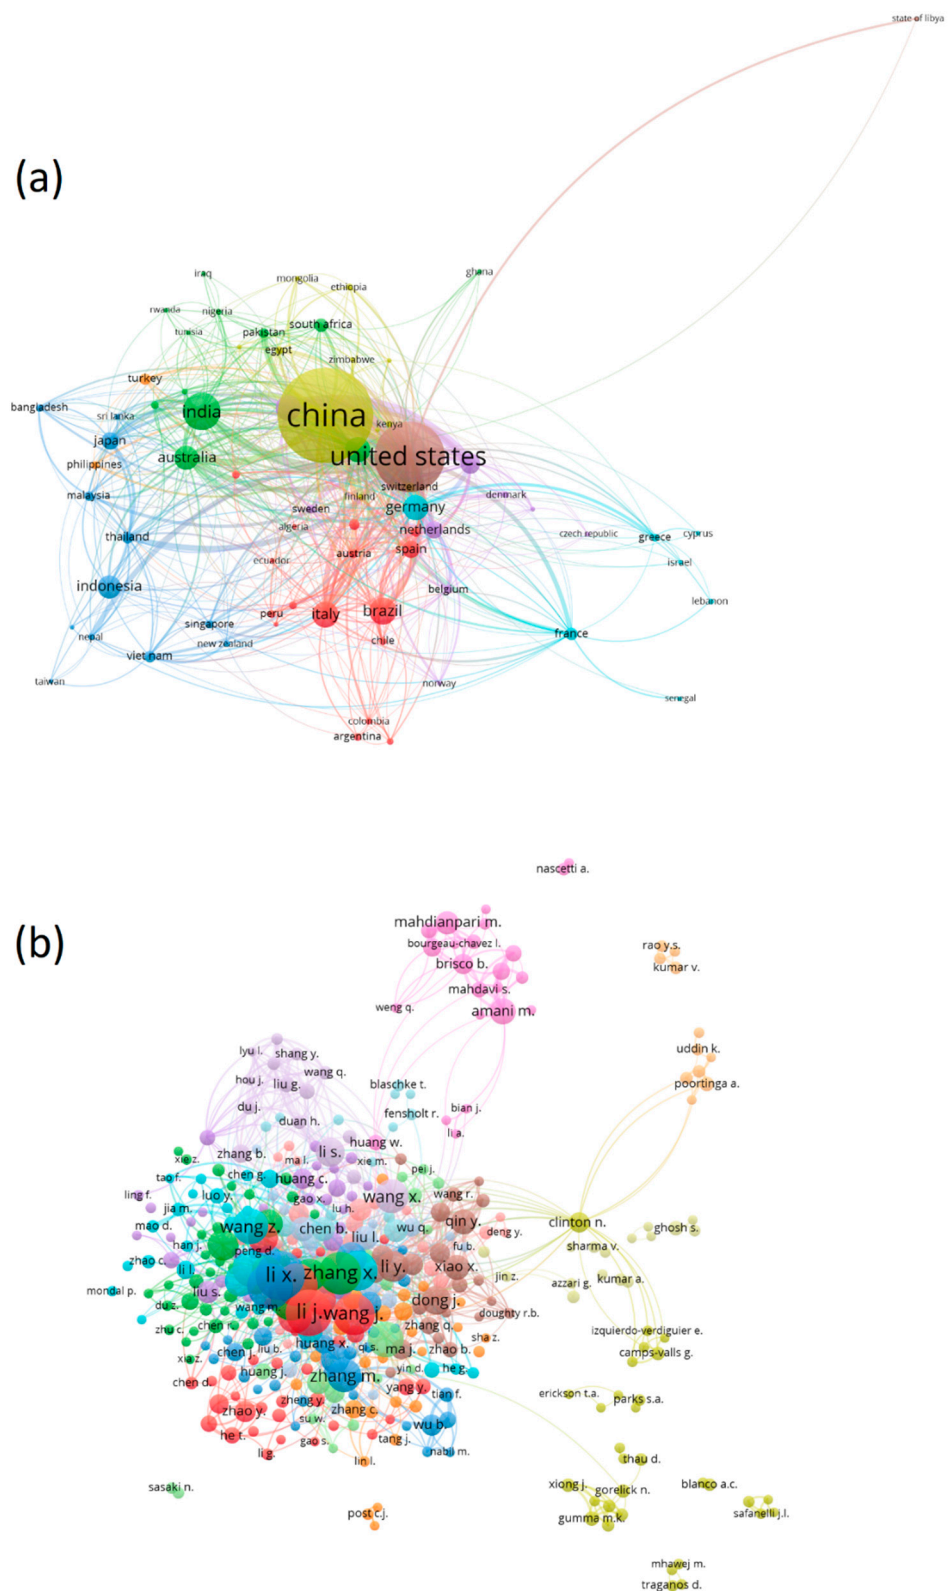 state of libya
(a)
iraq
mongolia
ghana
ethiopia
rwanda
nigeria
south africa
tunisia
pakistan
egypt
zimbabwe
turkey
bangladesh
india
china
sri lanka
kenya
japan
australia
united states
philippines
switzerland
malaysia
finland
denmark
sweden
germany
algeria
netherlands
czech republic
greece
cyprus
thailand
austria
spain
ecuador
israel
indonesia
belgium
lebanon
peru
italy
brazil
singapore
france
nepal
new zealand
chile
viet nam
taiwan
norway
senegal
colombia
argentina
nascetti a.
(b)
mahdianpari m.
bourgeau-chavez l.
rao y.s.
brisco b.
kumar v.
mahdavi s.
weng q.
amani m.
lyu l.
shang y.
uddin k.
wang q.
hou j.
liu g.
blaschke t.
poortinga a.
du j.
fensholt r.
bian j.
duan h.
li a.
huang w.
xie z.
zhang b.
ma l.
li s.
xie m.
pei j.
tao f.
chen g.
huang c.
ling f.
luo y.
gao x.
wang x.
wang r.
jia m.
lu h.
mao d.
wang z.
chen b.
wu q.
qin y.
clinton n.
ghosh s.
han j.
peng d.
liu l.
deng y.
fu b.
sharma v.
zhao c.
li l.
li x.
zhang x.
li y.
xiao x.
jin z.
mondal p.
liu s.
azzari g.
kumar a.
du z.
wang m.
li j.
wang j.
dong j.
doughty r.b.
zhu c.
chen r.
zhang q.
izquierdo-verdiguier e.
xia z.
chen j.
liu b.
huang x.
qi s.
ma j.
zhao b.
sha z.
camps-valls g.
chen d.
huang j.
zhang m.
yin d.
he g.
zheng y.
yang y.
tian f.
erickson t.a.
parks s.a.
zhao y.
su w.
zhang c.
wu b.
he t.
gao s.
tang j.
li g.
lin l.
nabil m.
thau d.
sasaki n.
xiong j.
gorelick n.
blanco a.c.
post c.j.
gumma m.k.
safanelli j.l.
mhawej m.
traganos d.